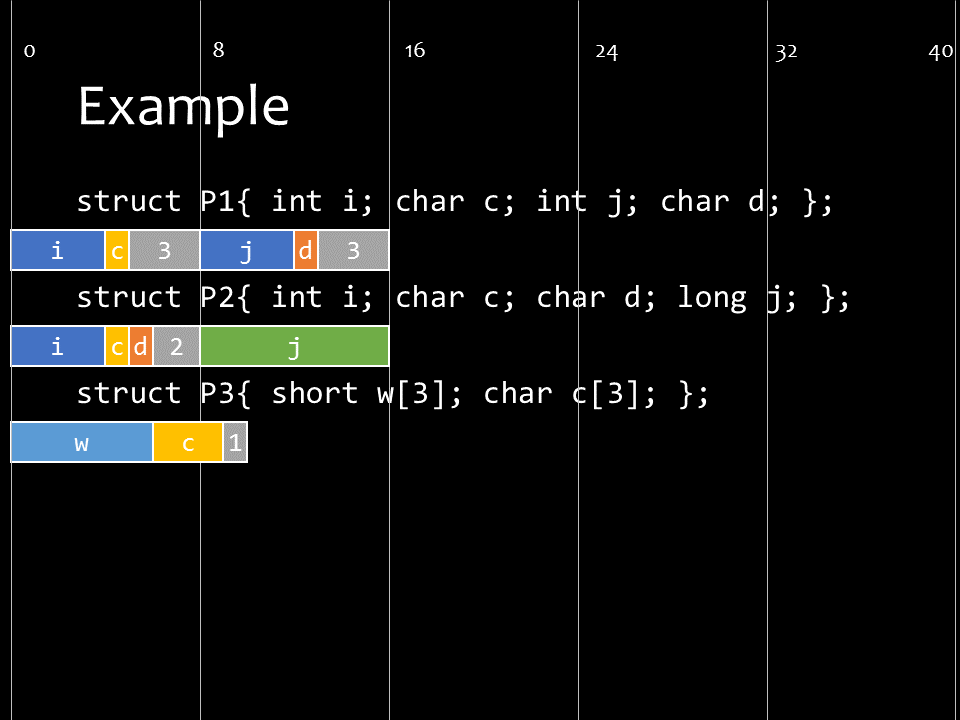 0 8 16 24 32 40
Example
struct P1{ int i; char c; int j; char d; };
i c 3 j d 3
struct P2{ int i; char c; char d; long j; };
i c d 2 j
struct P3{ short w[3]; char c[3]; };
w c 1